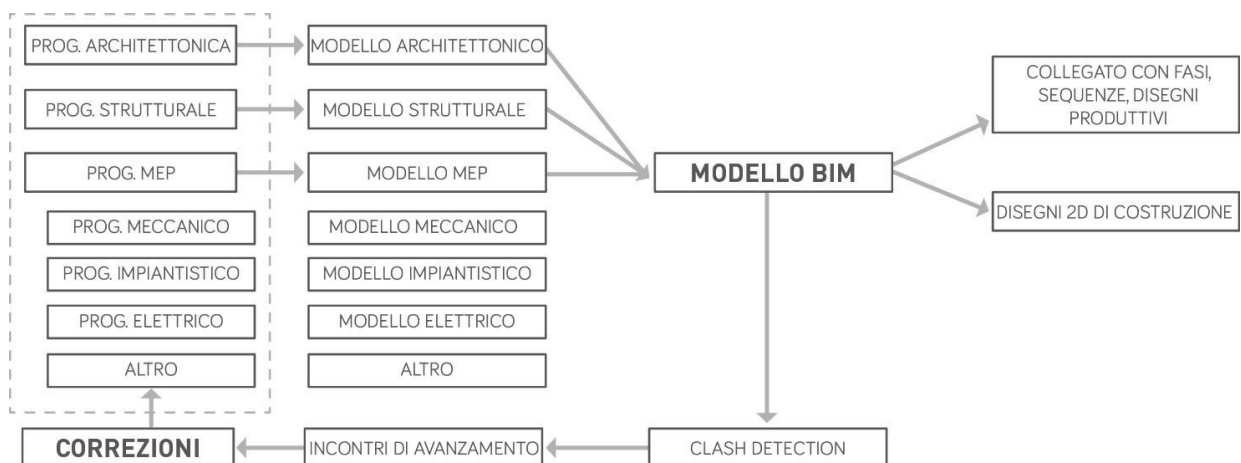 PROG. ARCHITETTONICA
MODELLO ARCHITETTONICO
PROG. STRUTTURALE
MODELLO STRUTTURALE
PROG. MEP
MODELLO MEP
PROG. MECCANICO
MODELLO MECCANICO
PROG. IMPIANTISTICO
MODELLO IMPIANTISTICO
PROG. ELETTRICO
MODELLO ELETTRICO
ALTRO
ALTRO
MODELLO BIM
COLLEGATO CON FASI,
SEQUENZE, DISEGNI
PRODUTTIVI
DISEGNI 2D DI COSTRUZIONE
CORREZIONI
INCONTRI DI AVANZAMENTO
CLASH DETECTION